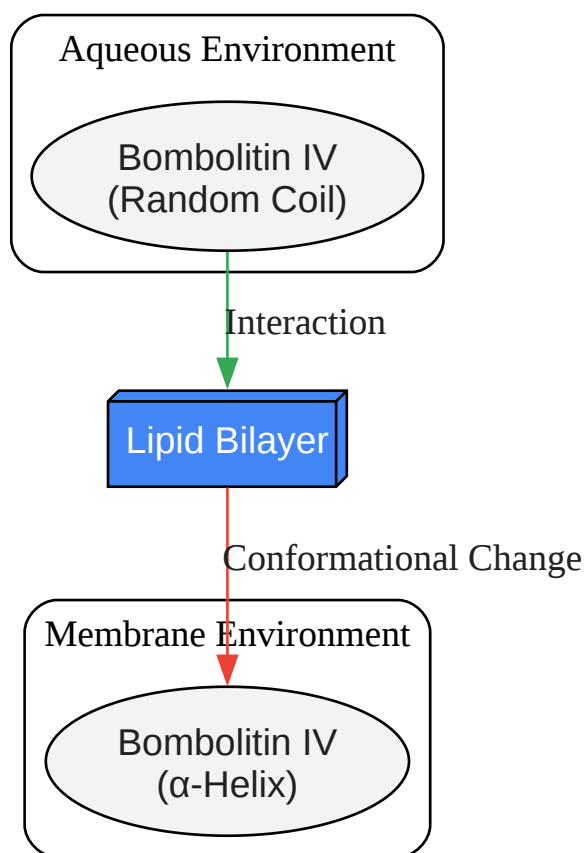 Aqueous Environment
Bombolitin IV
(Random Coil)
Interaction
Lipid Bilayer
Conformational Change
Membrane Environment
Bombolitin IV
(α-Helix)